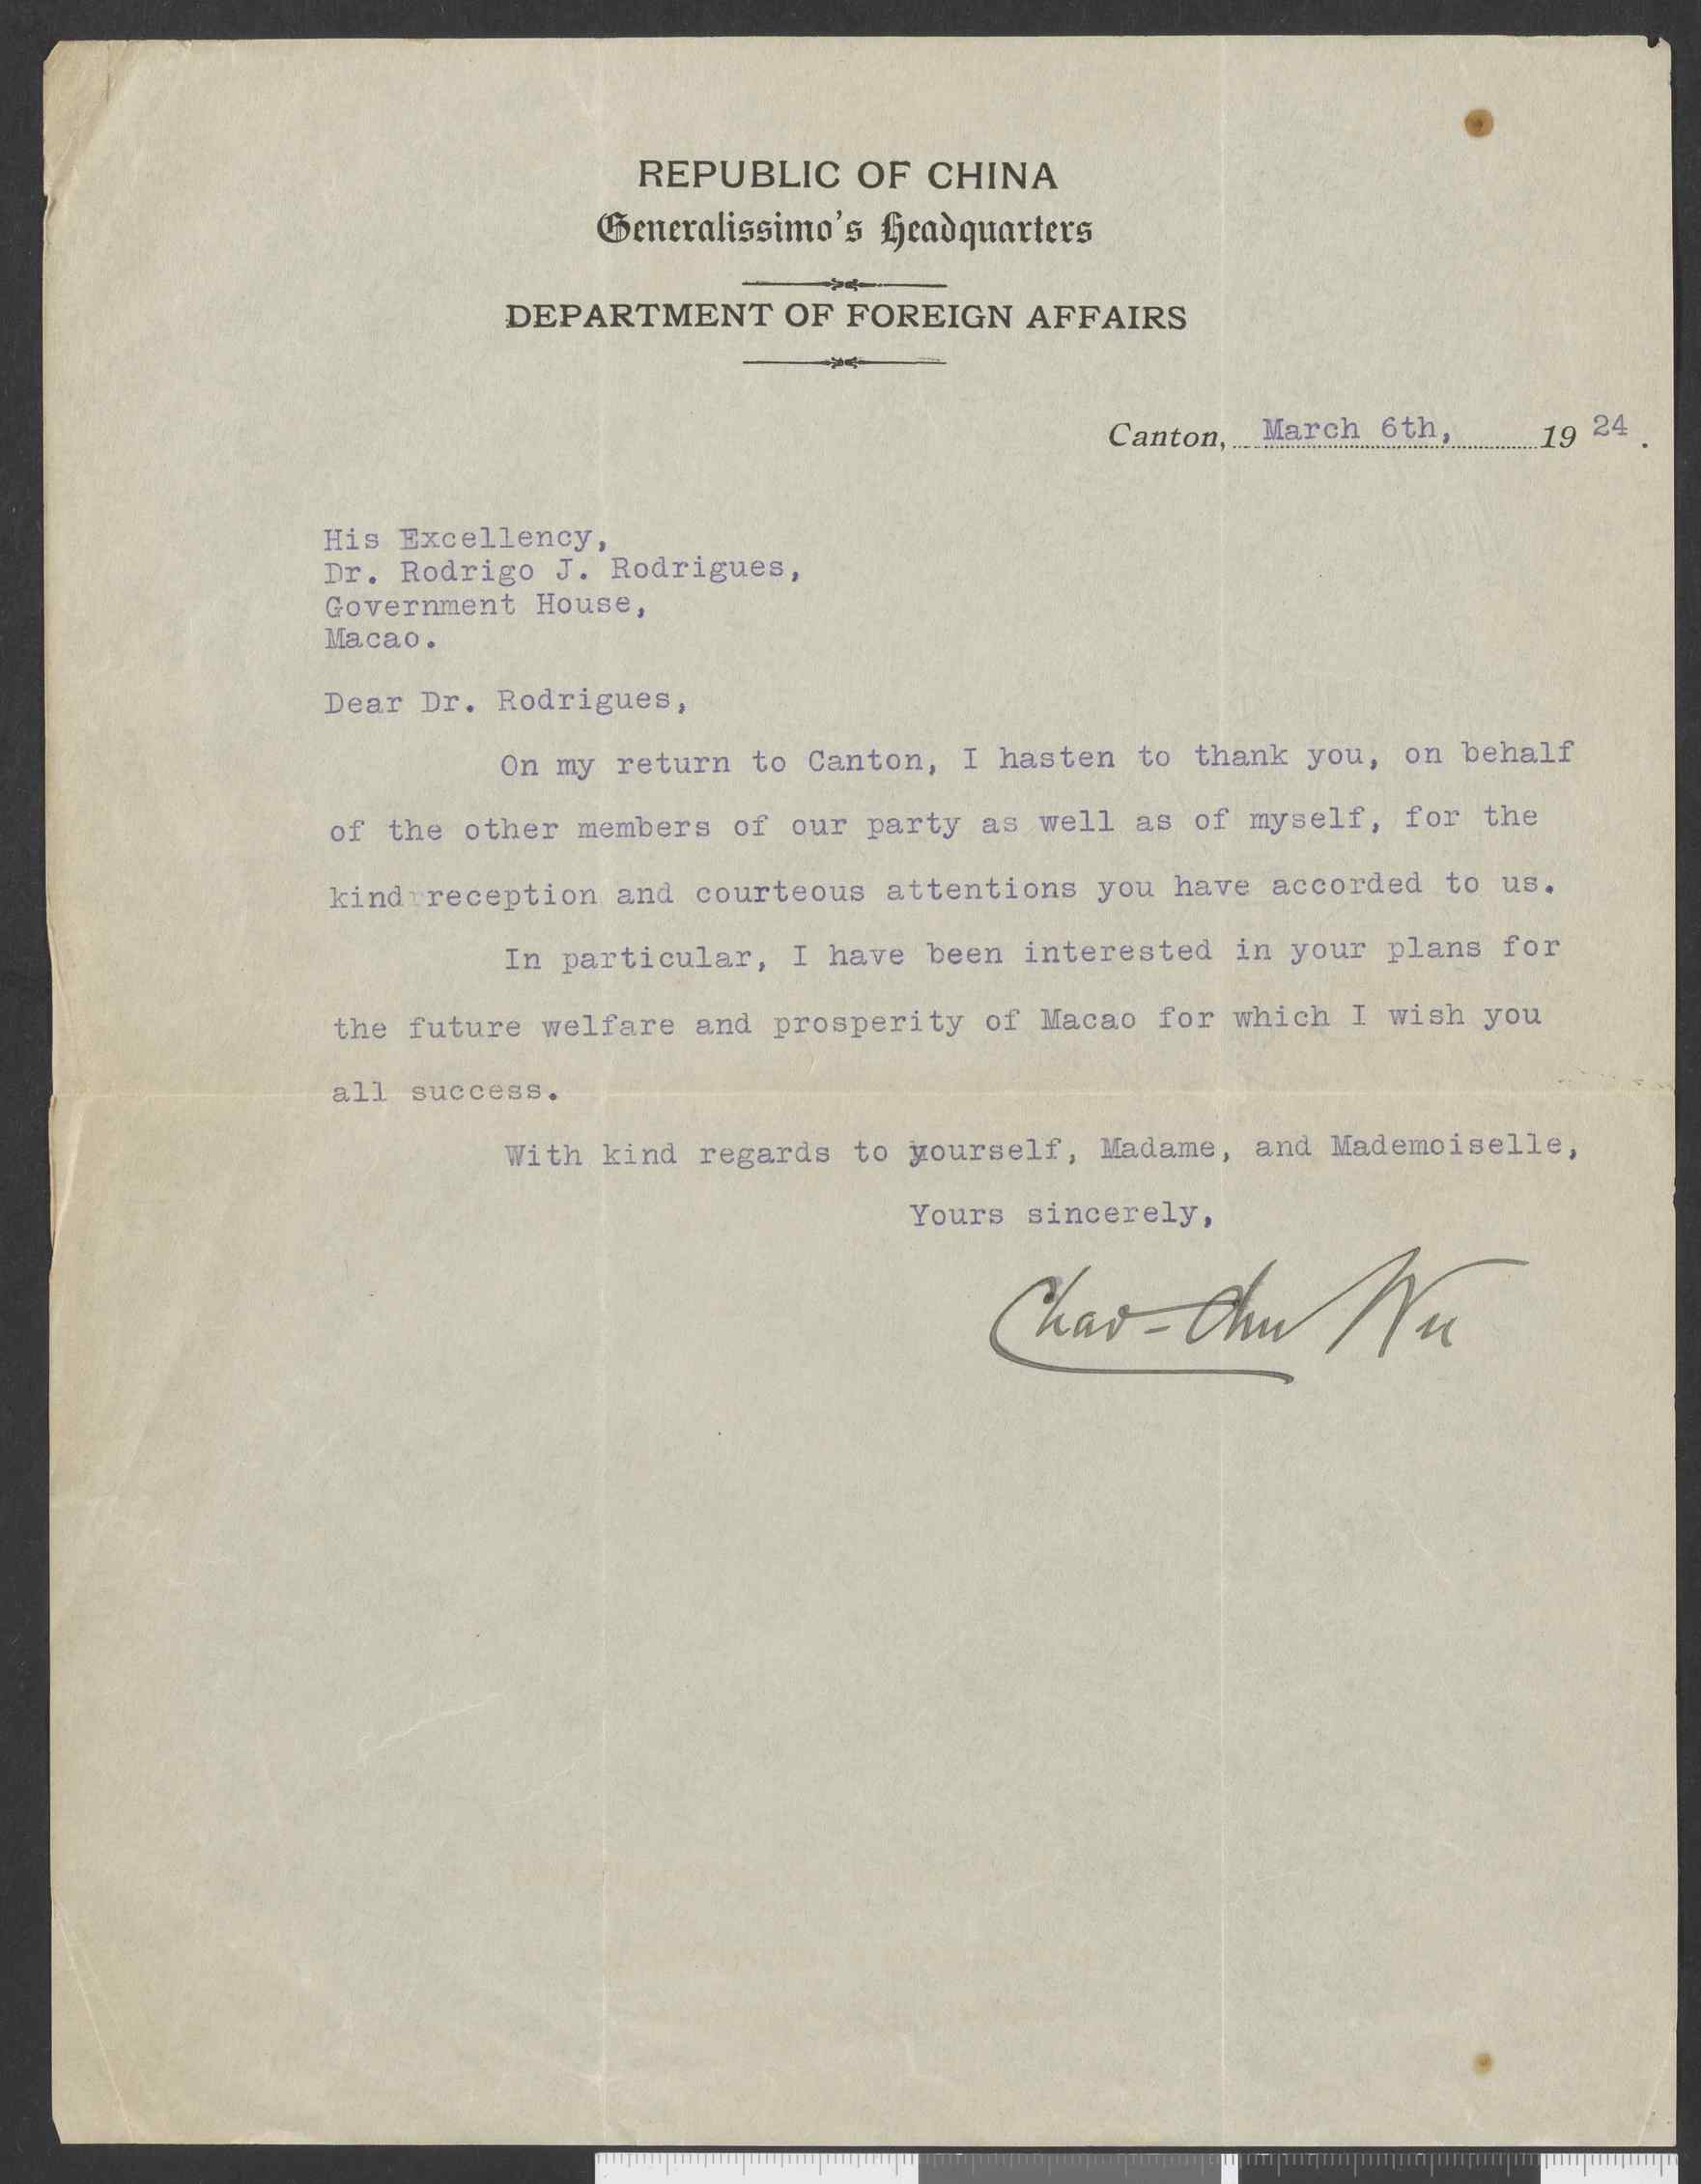 REPUBLIC OF CHINA
Generalissimo's Headquarters
DEPARTMENT OF FOREIGN AFFAIRS
Canton, March 6th, 1924.
His Excellency,
Dr. Rodrigo J. Rodrigues,
Government House,
Macao.
Dear Dr. Rodrigues,
On my return to Canton, I hasten to thank you, on behalf
of the other members of our party as well as of myself, for the
kind reception and courteous attentions you have accorded to us.
In particular, I have been interested in your plans for
the future welfare and prosperity of Macao for which I wish you
all success.
With kind regards to yourself, Madame, and Mademoiselle,
Yours sincerely,
Chao-Chu Wu